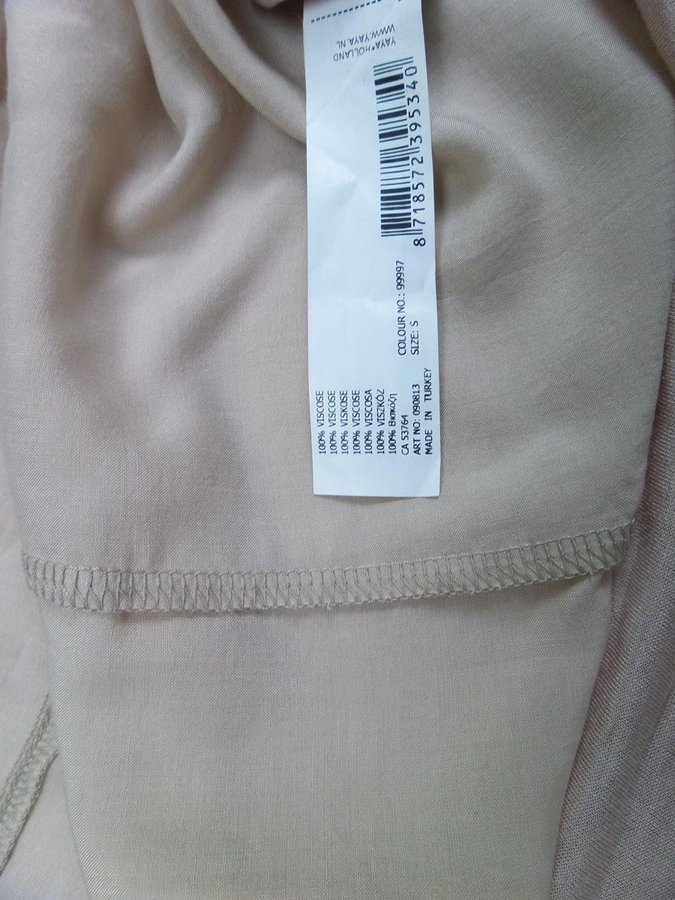 YAYA*HOLLAND
WWW.YAYA.NL
8 718572 395340
100% VISCOSE
100% VISCOSE
100% VISKOSE
100% VISCOSE
100% VISCOSA
100% VISZKÓZ
100% Βισκόζη
CA 53764 COLOUR NO.: 99997
ART NO: 090813 SIZE: S
MADE IN TURKEY